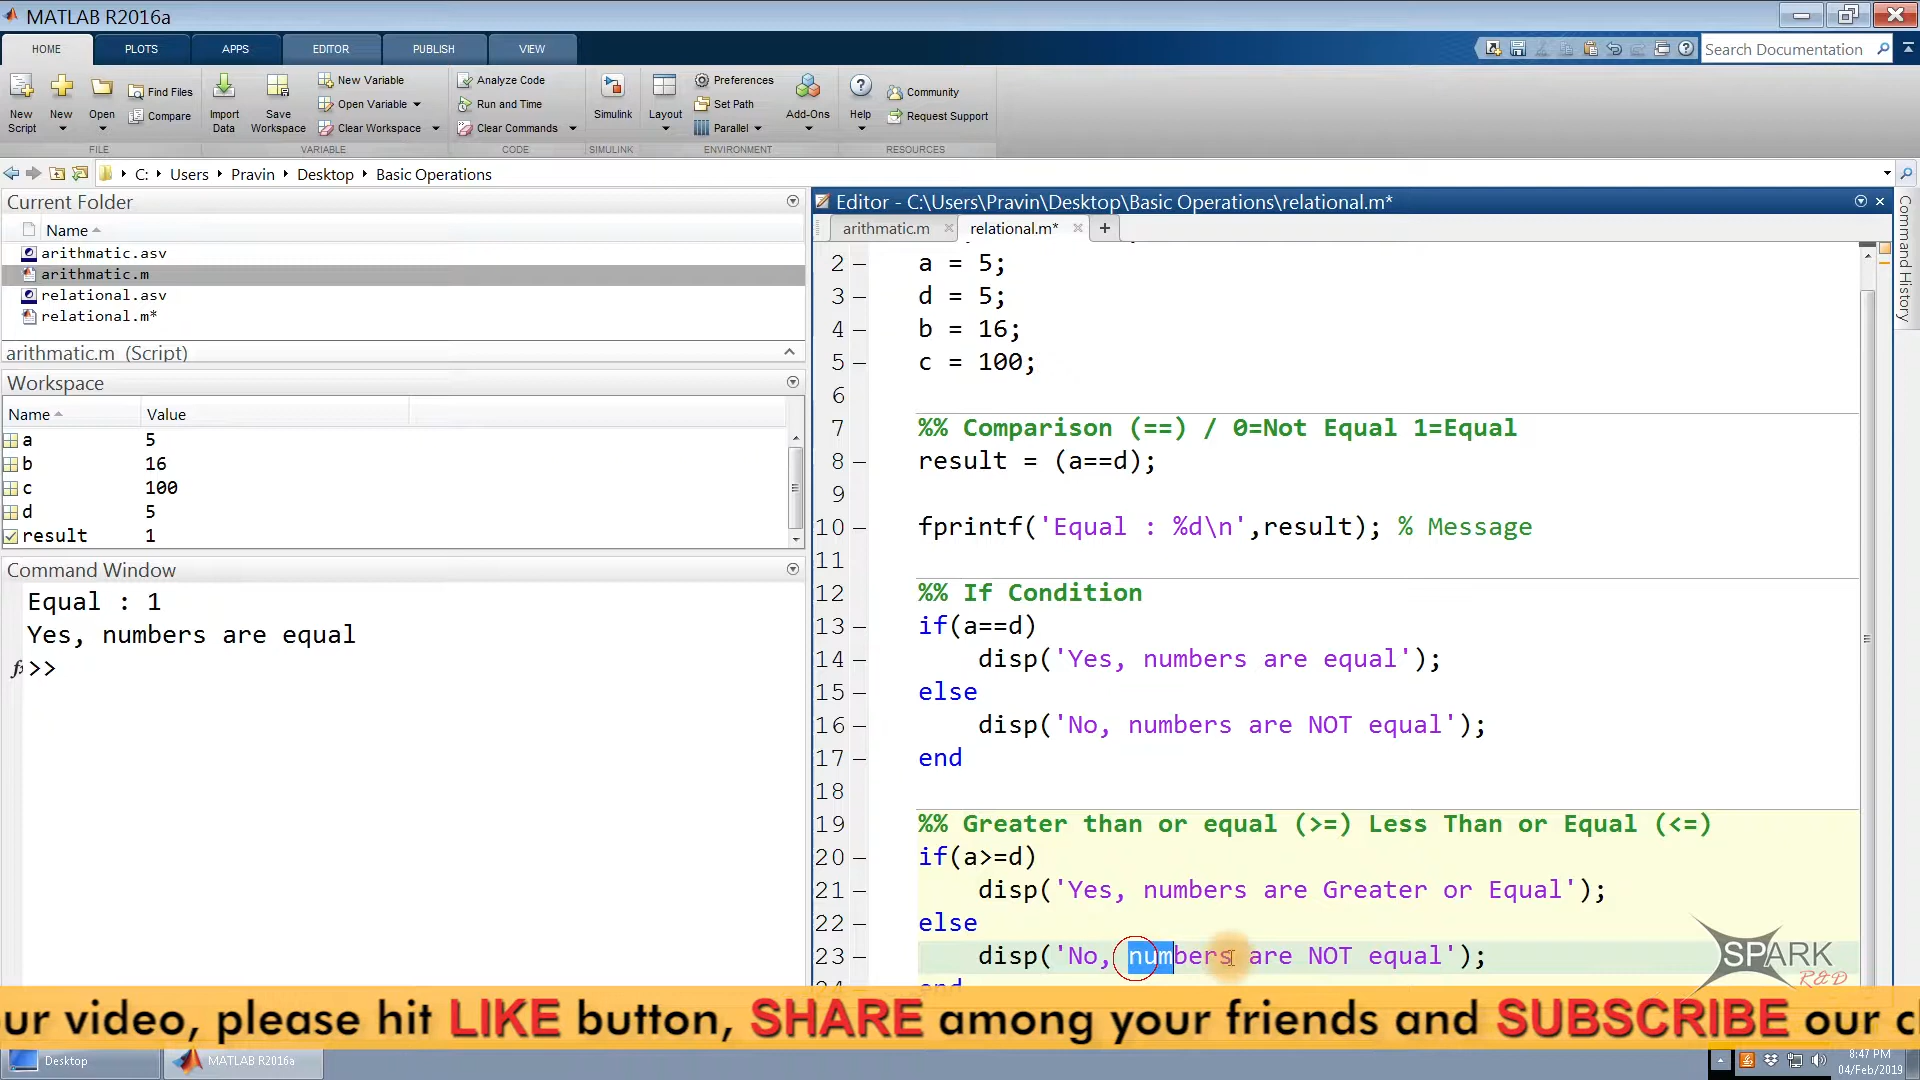 MATLAB R2016a
HOME PLOTS APPS EDITOR PUBLISH VIEW
Search Documentation
New Script
New
Open
Find Files
Compare
FILE
Import Data
Save Workspace
New Variable
Open Variable
Clear Workspace
VARIABLE
Analyze Code
Run and Time
Clear Commands
CODE
Simulink
SIMULINK
Layout
Preferences
Set Path
Parallel
Add-Ons
ENVIRONMENT
Help
Community
Request Support
RESOURCES
C: Users Pravin Desktop Basic Operations
Current Folder
Name
arithmatic.asv
arithmatic.m
relational.asv
relational.m*
arithmatic.m (Script)
Workspace
Name Value
a 5
b 16
c 100
d 5
result 1
Command Window
Equal : 1
Yes, numbers are equal
fx >>
Editor - C:\Users\Pravin\Desktop\Basic Operations\relational.m*
arithmatic.m relational.m* +
2 a = 5;
3 d = 5;
4 b = 16;
5 c = 100;
6
7 %% Comparison (==) / 0=Not Equal 1=Equal
8 result = (a==d);
9
10 fprintf('Equal : %d\n',result); % Message
11
12 %% If Condition
13 if(a==d)
14 disp('Yes, numbers are equal');
15 else
16 disp('No, numbers are NOT equal');
17 end
18
19 %% Greater than or equal (>=) Less Than or Equal (<=)
20 if(a>=d)
21 disp('Yes, numbers are Greater or Equal');
22 else
23 disp('No, numbers are NOT equal');
24 end
Command History
SPARK
R&D
ur video, please hit LIKE button, SHARE among your friends and SUBSCRIBE our c
Desktop
MATLAB R2016a
8:47 PM
04/Feb/2019